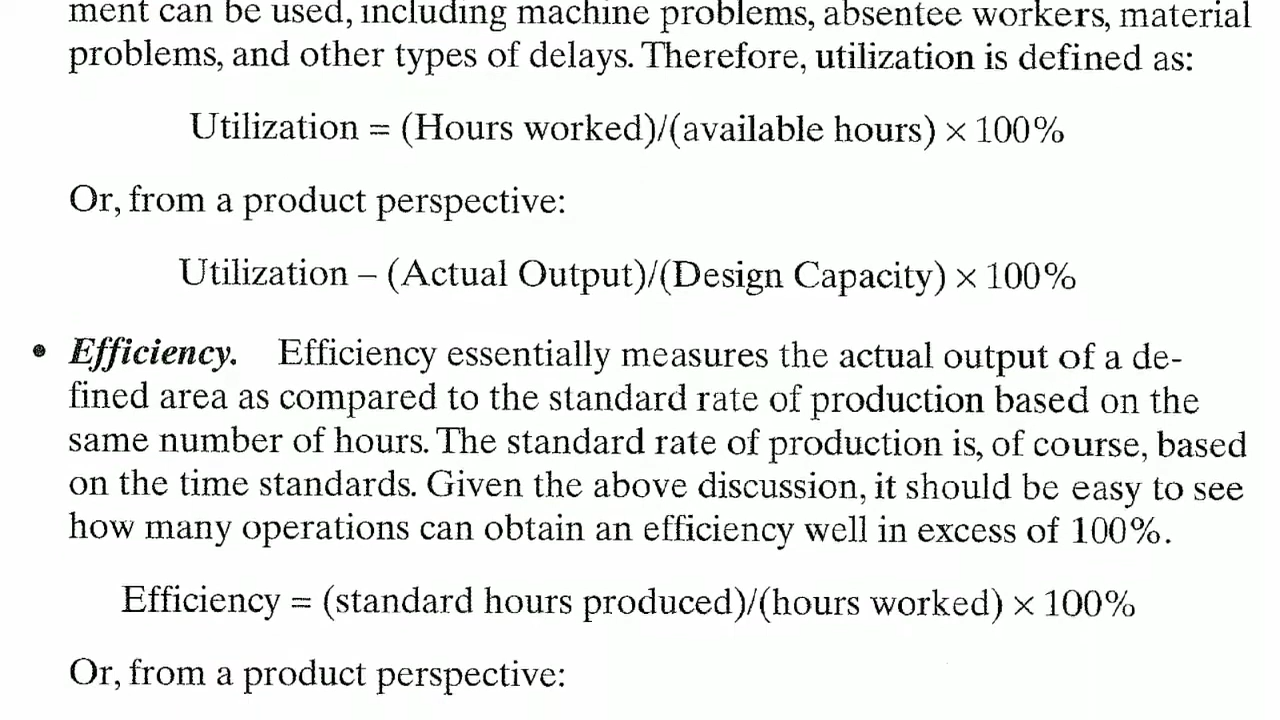 ment can be used, including machine problems, absentee workers, material
problems, and other types of delays. Therefore, utilization is defined as:
Utilization = (Hours worked)/(available hours) × 100%
Or, from a product perspective:
Utilization – (Actual Output)/(Design Capacity) × 100%
• Efficiency. Efficiency essentially measures the actual output of a de-
fined area as compared to the standard rate of production based on the
same number of hours. The standard rate of production is, of course, based
on the time standards. Given the above discussion, it should be easy to see
how many operations can obtain an efficiency well in excess of 100%.
Efficiency = (standard hours produced)/(hours worked) × 100%
Or, from a product perspective: